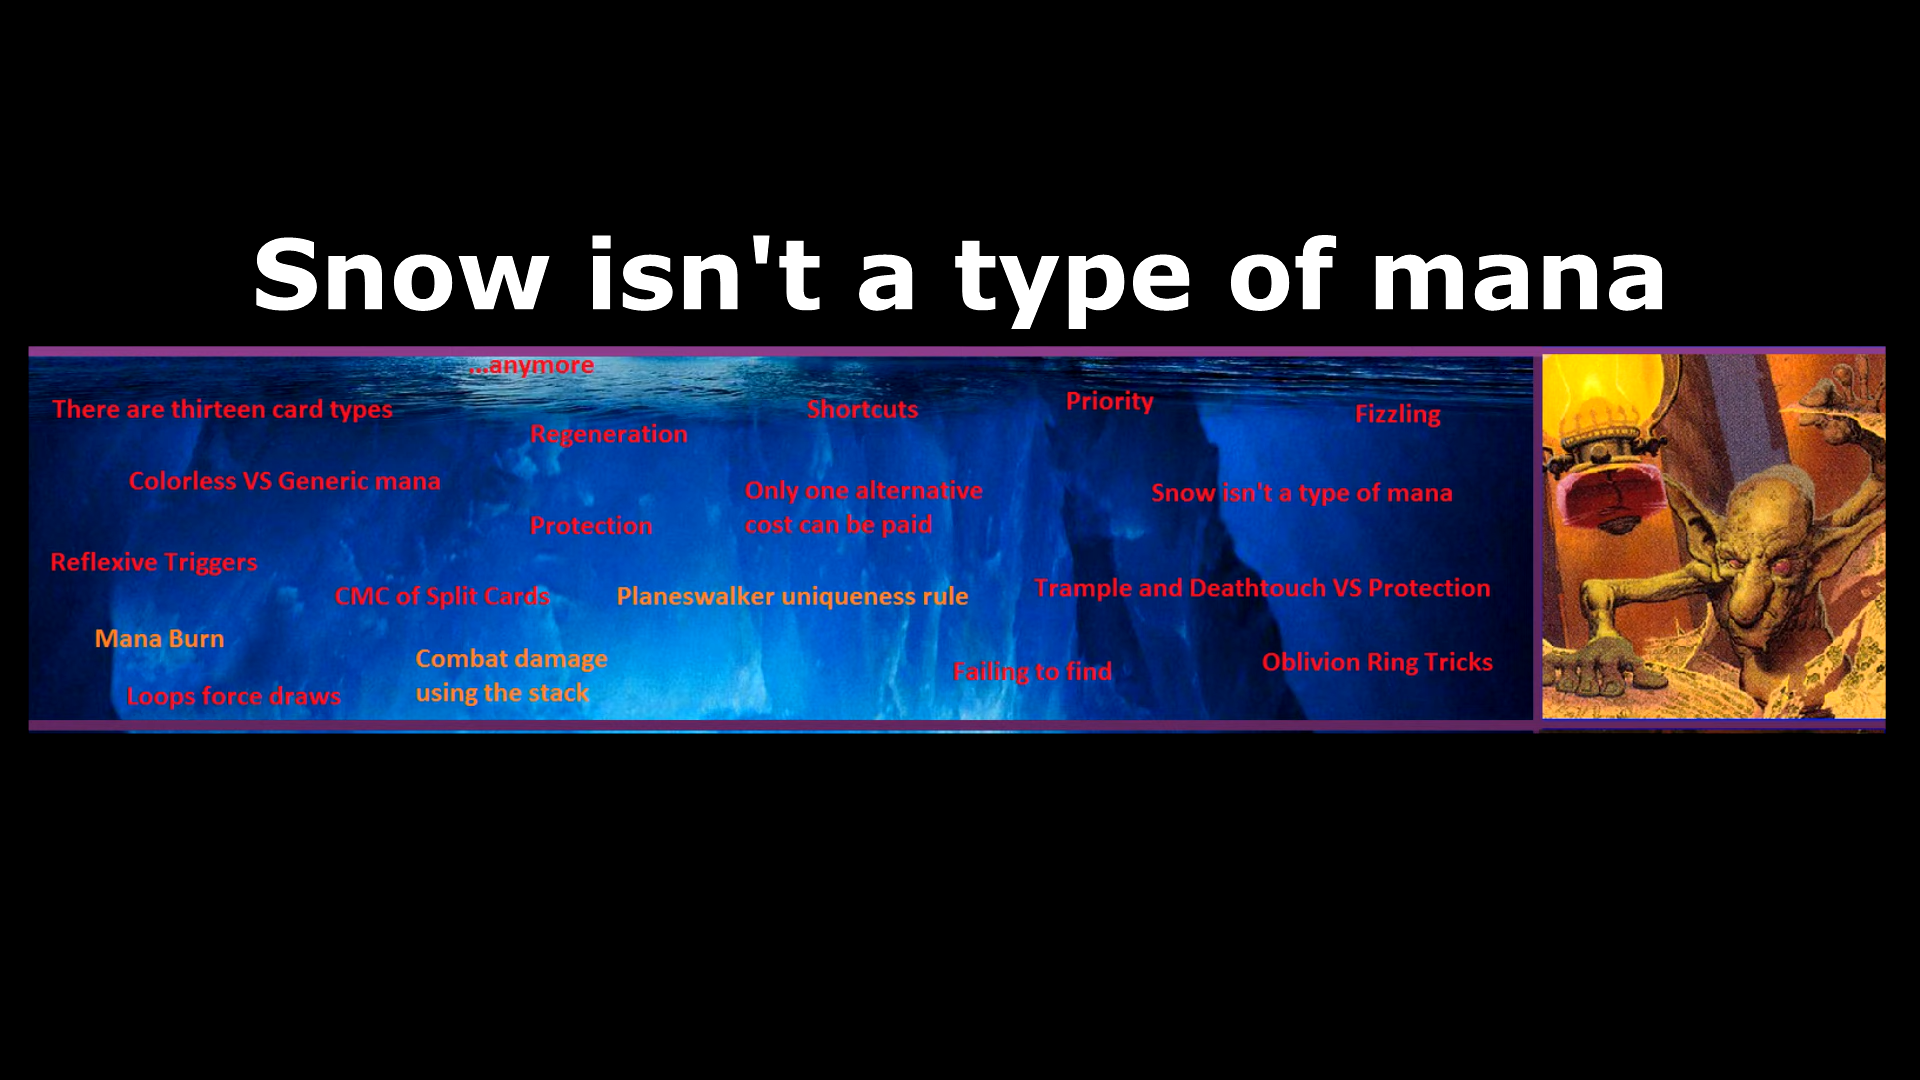 Snow isn't a type of mana
...anymore
There are thirteen card types
Shortcuts
Priority
Fizzling
Regeneration
Colorless VS Generic mana
Only one alternative
cost can be paid
Snow isn't a type of mana
Protection
Reflexive Triggers
CMC of Split Cards
Planeswalker uniqueness rule
Trample and Deathtouch VS Protection
Mana Burn
Combat damage
using the stack
Failing to find
Oblivion Ring Tricks
Loops force draws